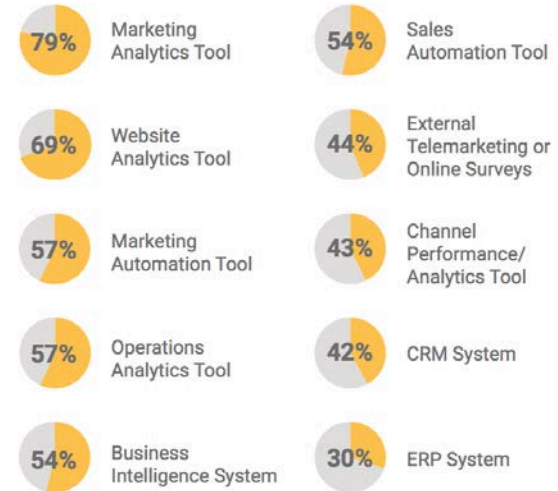 79%
Marketing
Analytics Tool
69%
Website
Analytics Tool
57%
Marketing
Automation Tool
57%
Operations
Analytics Tool
54%
Business
Intelligence System
54%
Sales
Automation Tool
44%
External
Telemarketing or
Online Surveys
43%
Channel
Performance/
Analytics Tool
42%
CRM System
30%
ERP System